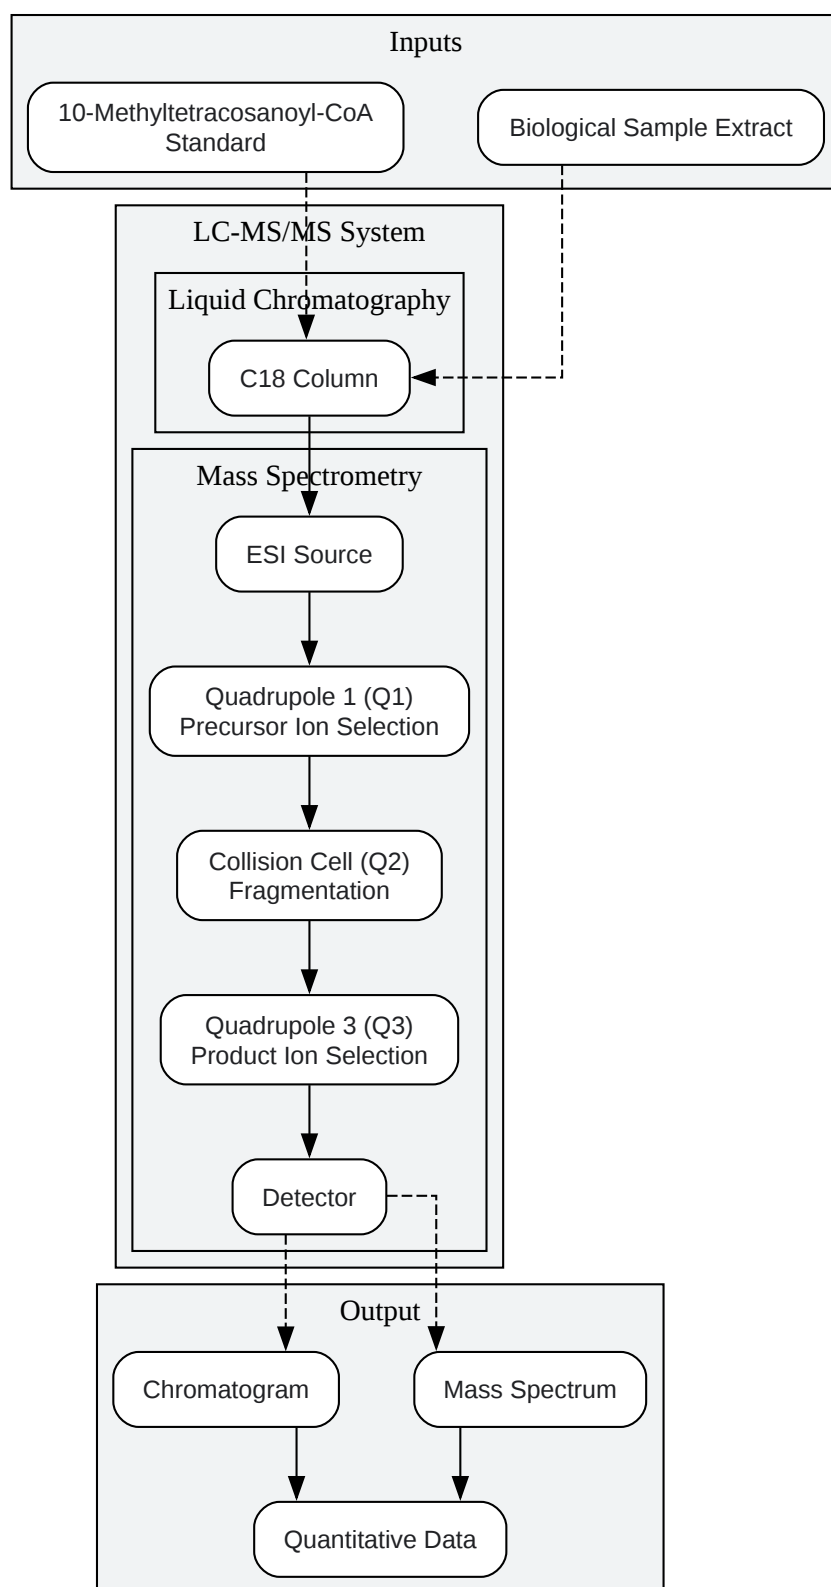 Inputs
10-Methyltetracosanoyl-CoA
Standard
Biological Sample Extract
LC-MS/MS System
Liquid Chromatography
C18 Column
Mass Spectrometry
ESI Source
Quadrupole 1 (Q1)
Precursor Ion Selection
Collision Cell (Q2)
Fragmentation
Quadrupole 3 (Q3)
Product Ion Selection
Detector
Output
Chromatogram
Mass Spectrum
Quantitative Data